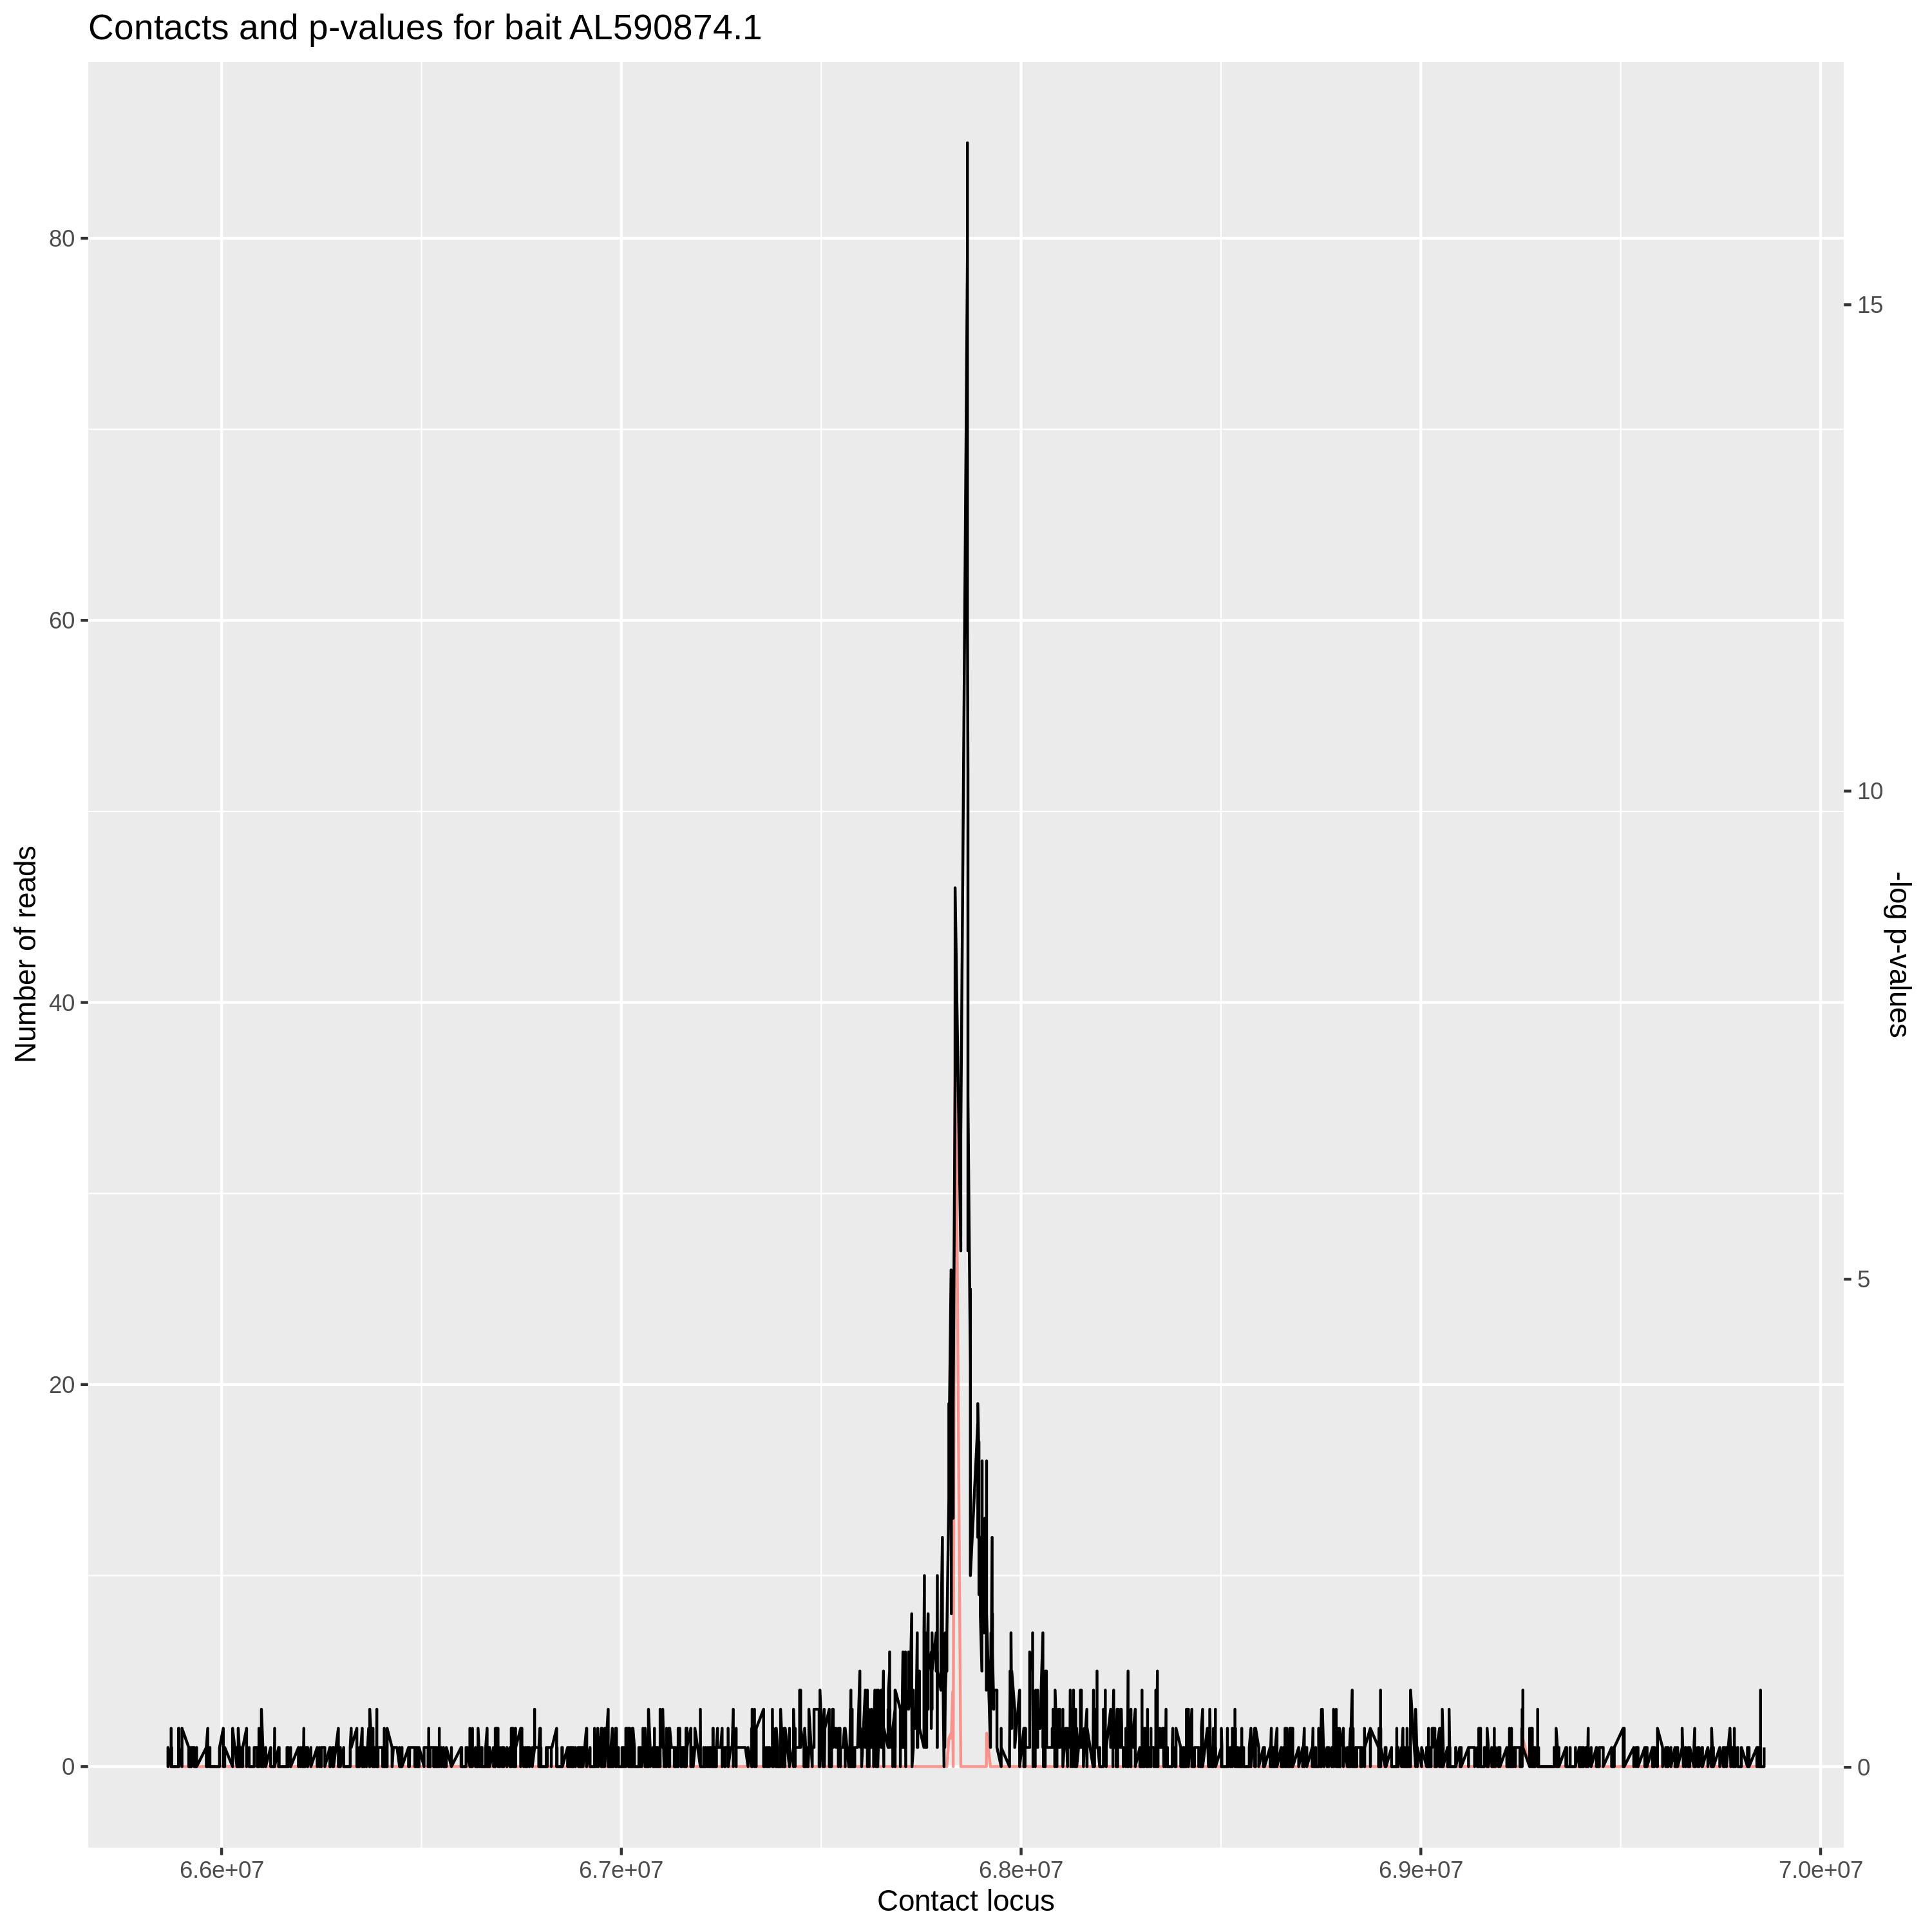 Contacts and p-values for bait AL590874.1
80
60
40
20
0
Number of reads
15
10
5
0
-log p-values
6.6e+07 6.7e+07 6.8e+07 6.9e+07 7.0e+07
Contact locus